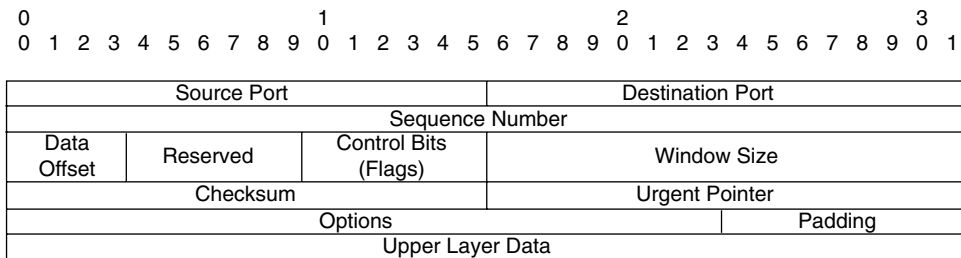 0 1 2 3
0 1 2 3 4 5 6 7 8 9 0 1 2 3 4 5 6 7 8 9 0 1 2 3 4 5 6 7 8 9 0 1
Source Port Destination Port
Sequence Number
Data Offset Reserved Control Bits (Flags) Window Size
Checksum Urgent Pointer
Options Padding
Upper Layer Data